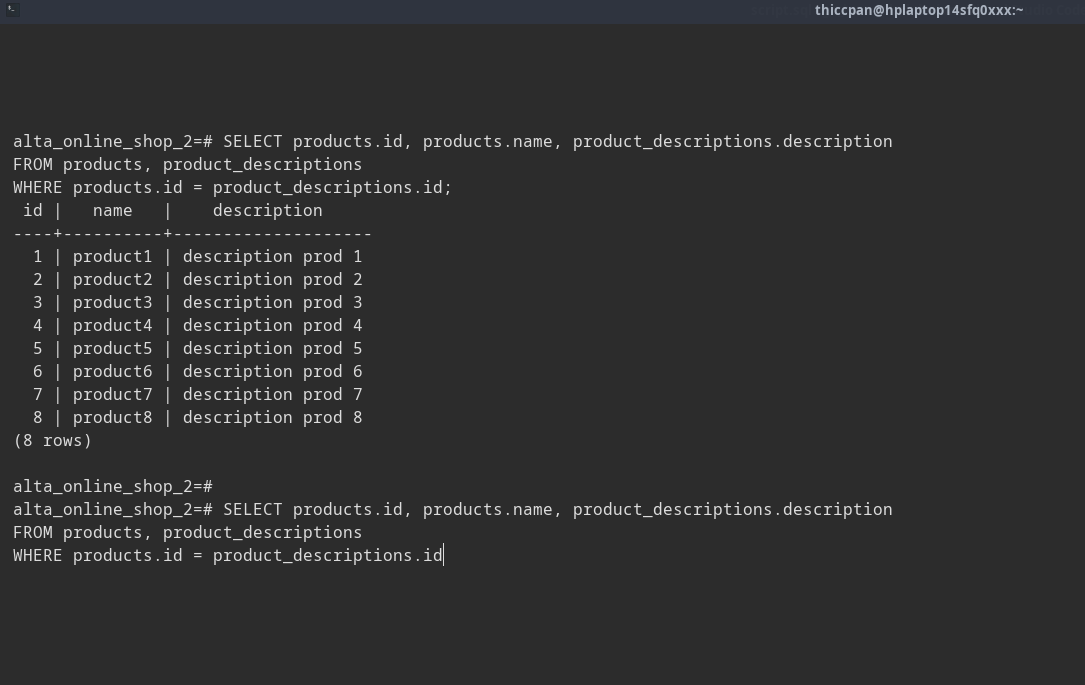 thiccpan@hplaptop14sfq0xxx:~
alta_online_shop_2=# SELECT products.id, products.name, product_descriptions.description
FROM products, product_descriptions
WHERE products.id = product_descriptions.id;
 id |   name   |    description
----+----------+--------------------
  1 | product1 | description prod 1
  2 | product2 | description prod 2
  3 | product3 | description prod 3
  4 | product4 | description prod 4
  5 | product5 | description prod 5
  6 | product6 | description prod 6
  7 | product7 | description prod 7
  8 | product8 | description prod 8
(8 rows)
alta_online_shop_2=#
alta_online_shop_2=# SELECT products.id, products.name, product_descriptions.description
FROM products, product_descriptions
WHERE products.id = product_descriptions.id